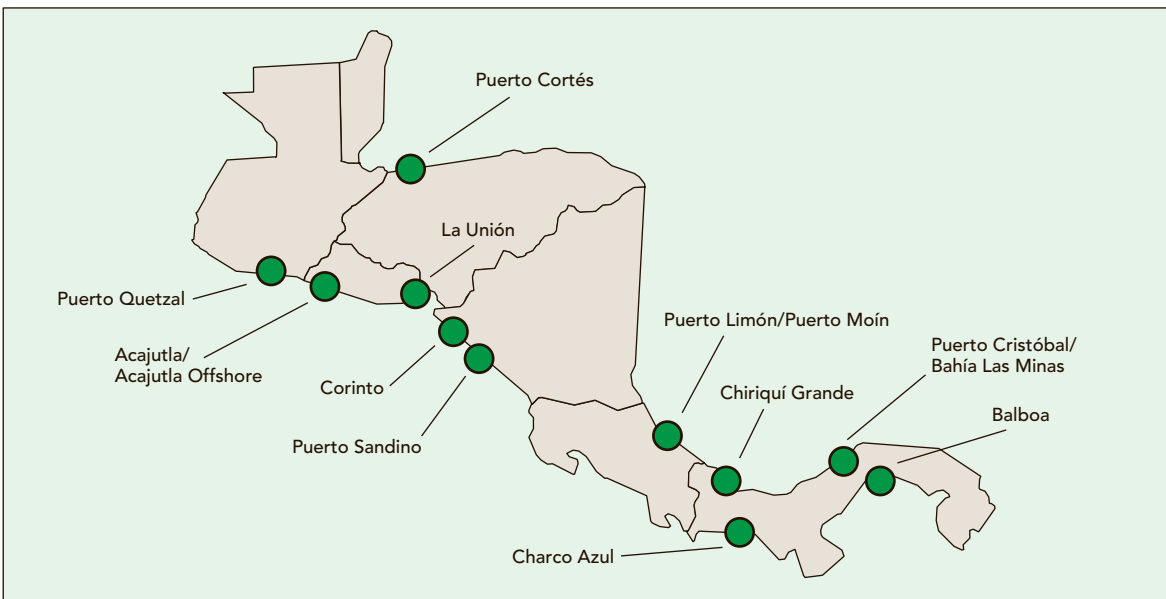 Puerto Cortés
La Unión
Puerto Quetzal
Puerto Limón/Puerto Moín
Puerto Cristóbal/
Bahía Las Minas
Acajutla/
Acajutla Offshore
Corinto
Chiriquí Grande
Balboa
Puerto Sandino
Charco Azul